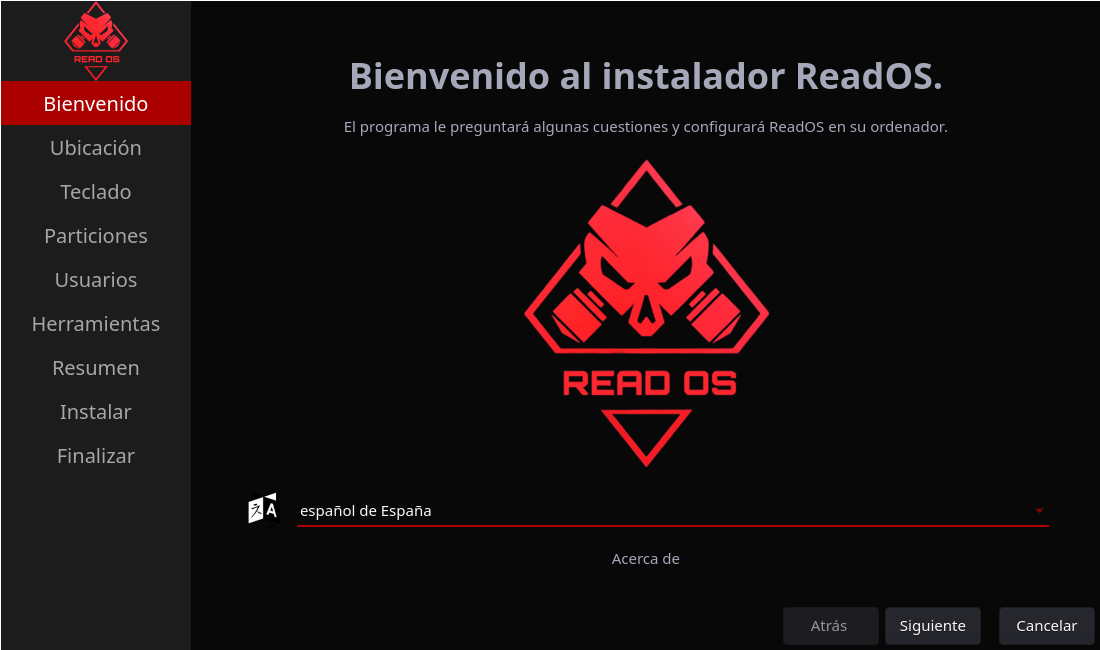 READ OS
Bienvenido
Ubicación
Teclado
Particiones
Usuarios
Herramientas
Resumen
Instalar
Finalizar
Bienvenido al instalador ReadOS.
El programa le preguntará algunas cuestiones y configurará ReadOS en su ordenador.
READ OS
español de España
Acerca de
Atrás
Siguiente
Cancelar